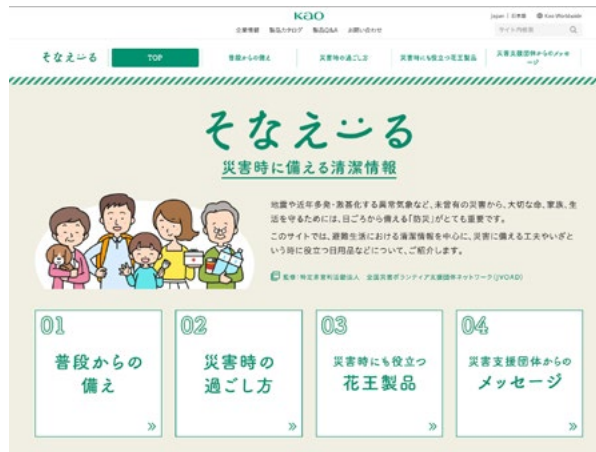 Kao
Japan | 日本語 Kao Worldwide
企業情報 製品カタログ 製品Q&A お問い合わせ
サイト内検索
そなえーる TOP 普段からの備え 災害時の過ごし方 災害時にも役立つ花王製品 災害支援団体からのメッセージ
そなえーる
災害時に備える清潔情報
地震や近年多発・激甚化する異常気象など、未曾有の災害から、大切な命、家族、生
活を守るためには、日ごろから備える「防災」がとても重要です。
このサイトでは、避難生活における清潔情報を中心に、災害に備える工夫やいざと
いう時に役立つ日用品などについて、ご紹介します。
監修:特定非営利活動法人 全国災害ボランティア支援団体ネットワーク(JVOAD)
01
普段からの
備え
02
災害時の
過ごし方
03
災害時にも役立つ
花王製品
04
災害支援団体からの
メッセージ